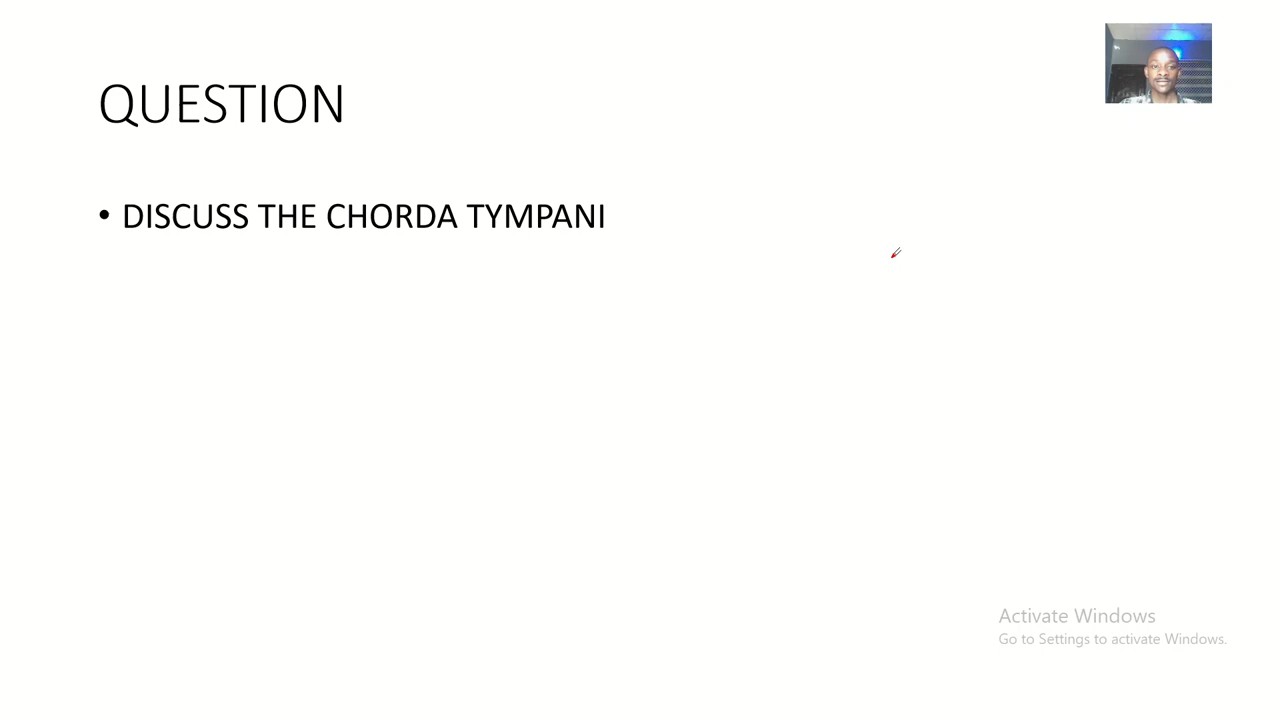 QUESTION
• DISCUSS THE CHORDA TYMPANI
Activate Windows
Go to Settings to activate Windows.